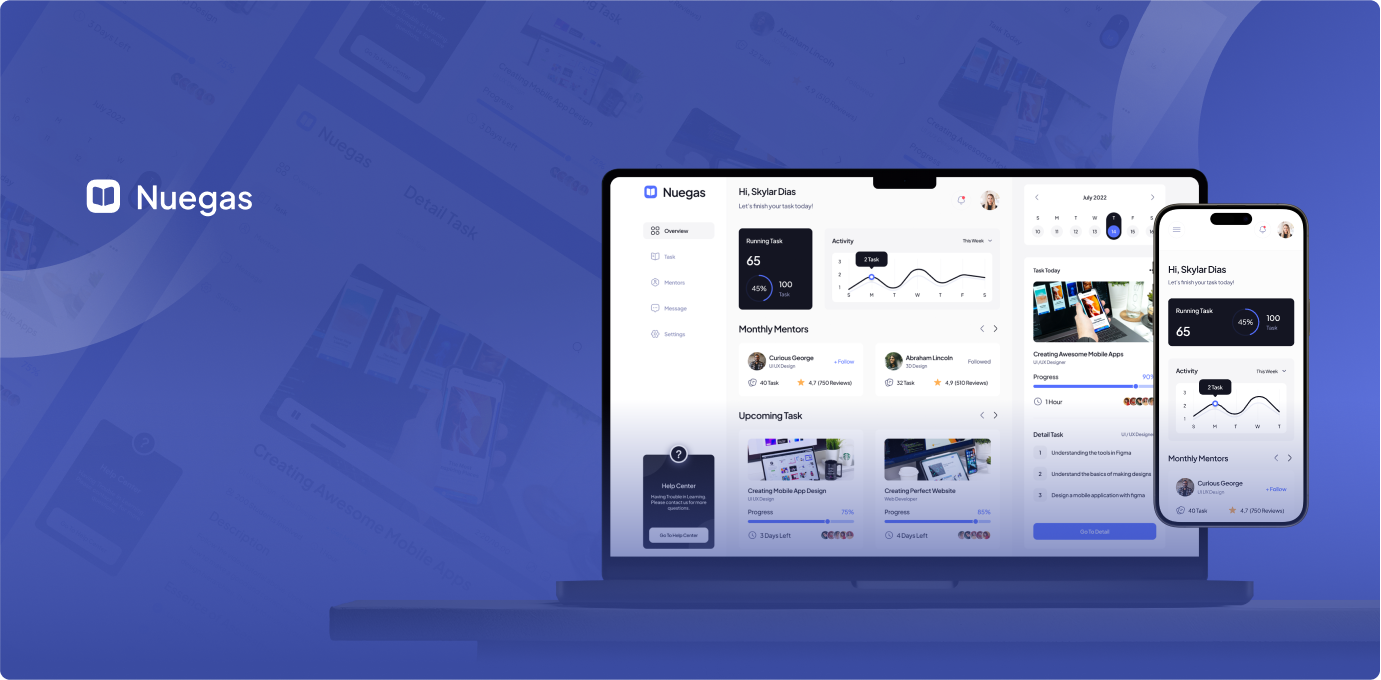 Nuegas
Nuegas
Detail Task
Nuegas
Overview
Task
Mentors
Message
Settings
?
Help Center
Having Trouble in Learning.
Please contact us for more
questions.
Go To Help Center
Hi, Skylar Dias
Let's finish your task today!
Running Task
65
45%
100
Task
Activity
This Week
3
2
1
2 Task
S M T W T F S
Monthly Mentors
Curious George
UI UX Design
+ Follow
40 Task
4,7 (750 Reviews)
Abraham Lincoln
3D Design
Followed
32 Task
4,9 (510 Reviews)
Upcoming Task
Creating Mobile App Design
UI UX Design
Progress 75%
3 Days Left
Creating Perfect Website
Web Developer
Progress 85%
4 Days Left
July 2022
S M T W T F S
10 11 12 13 14 15
Task Today
Creating Awesome Mobile Apps
UI UX Designer
Progress 90%
1 Hour
Detail Task
UI UX Designer
1 Understanding the tools in Figma
2 Understand the basics of making designs
3 Design a mobile application with figma
Go To Detail
Hi, Skylar Dias
Let's finish your task today!
Running Task
65
45%
100
Task
Activity
This Week
3
2
1
2 Task
S M T W T
Monthly Mentors
Curious George
UI UX Design
+ Follow
40 Task
4,7 (750 Reviews)